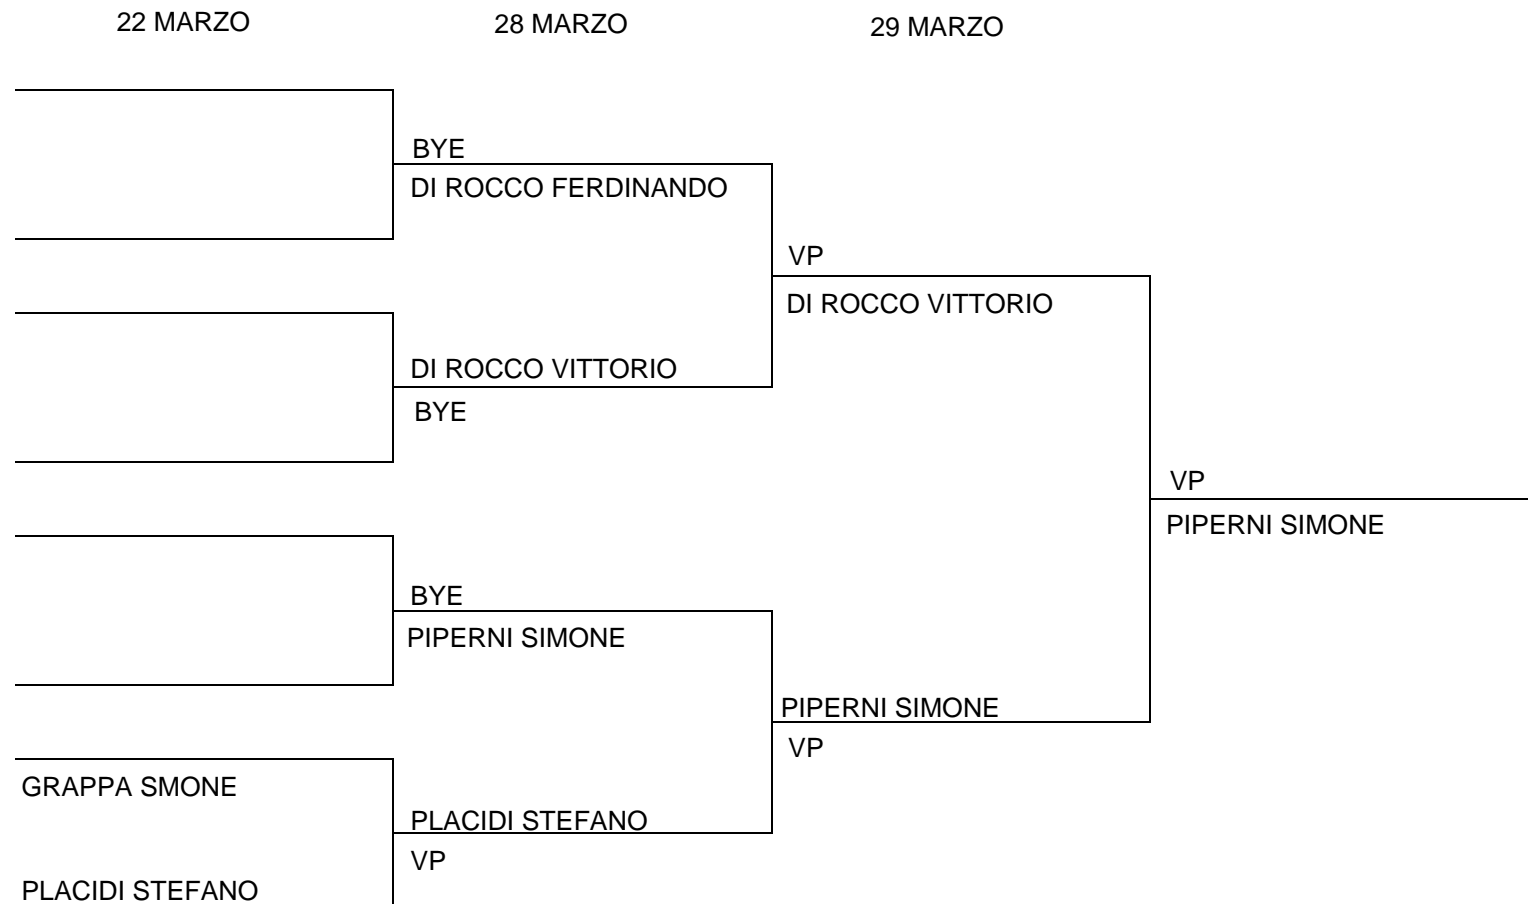 22 MARZO
28 MARZO
29 MARZO
BYE
DI ROCCO FERDINANDO
VP
DI ROCCO VITTORIO
DI ROCCO VITTORIO
BYE
VP
PIPERNI SIMONE
BYE
PIPERNI SIMONE
PIPERNI SIMONE
VP
GRAPPA SMONE
PLACIDI STEFANO
VP
PLACIDI STEFANO